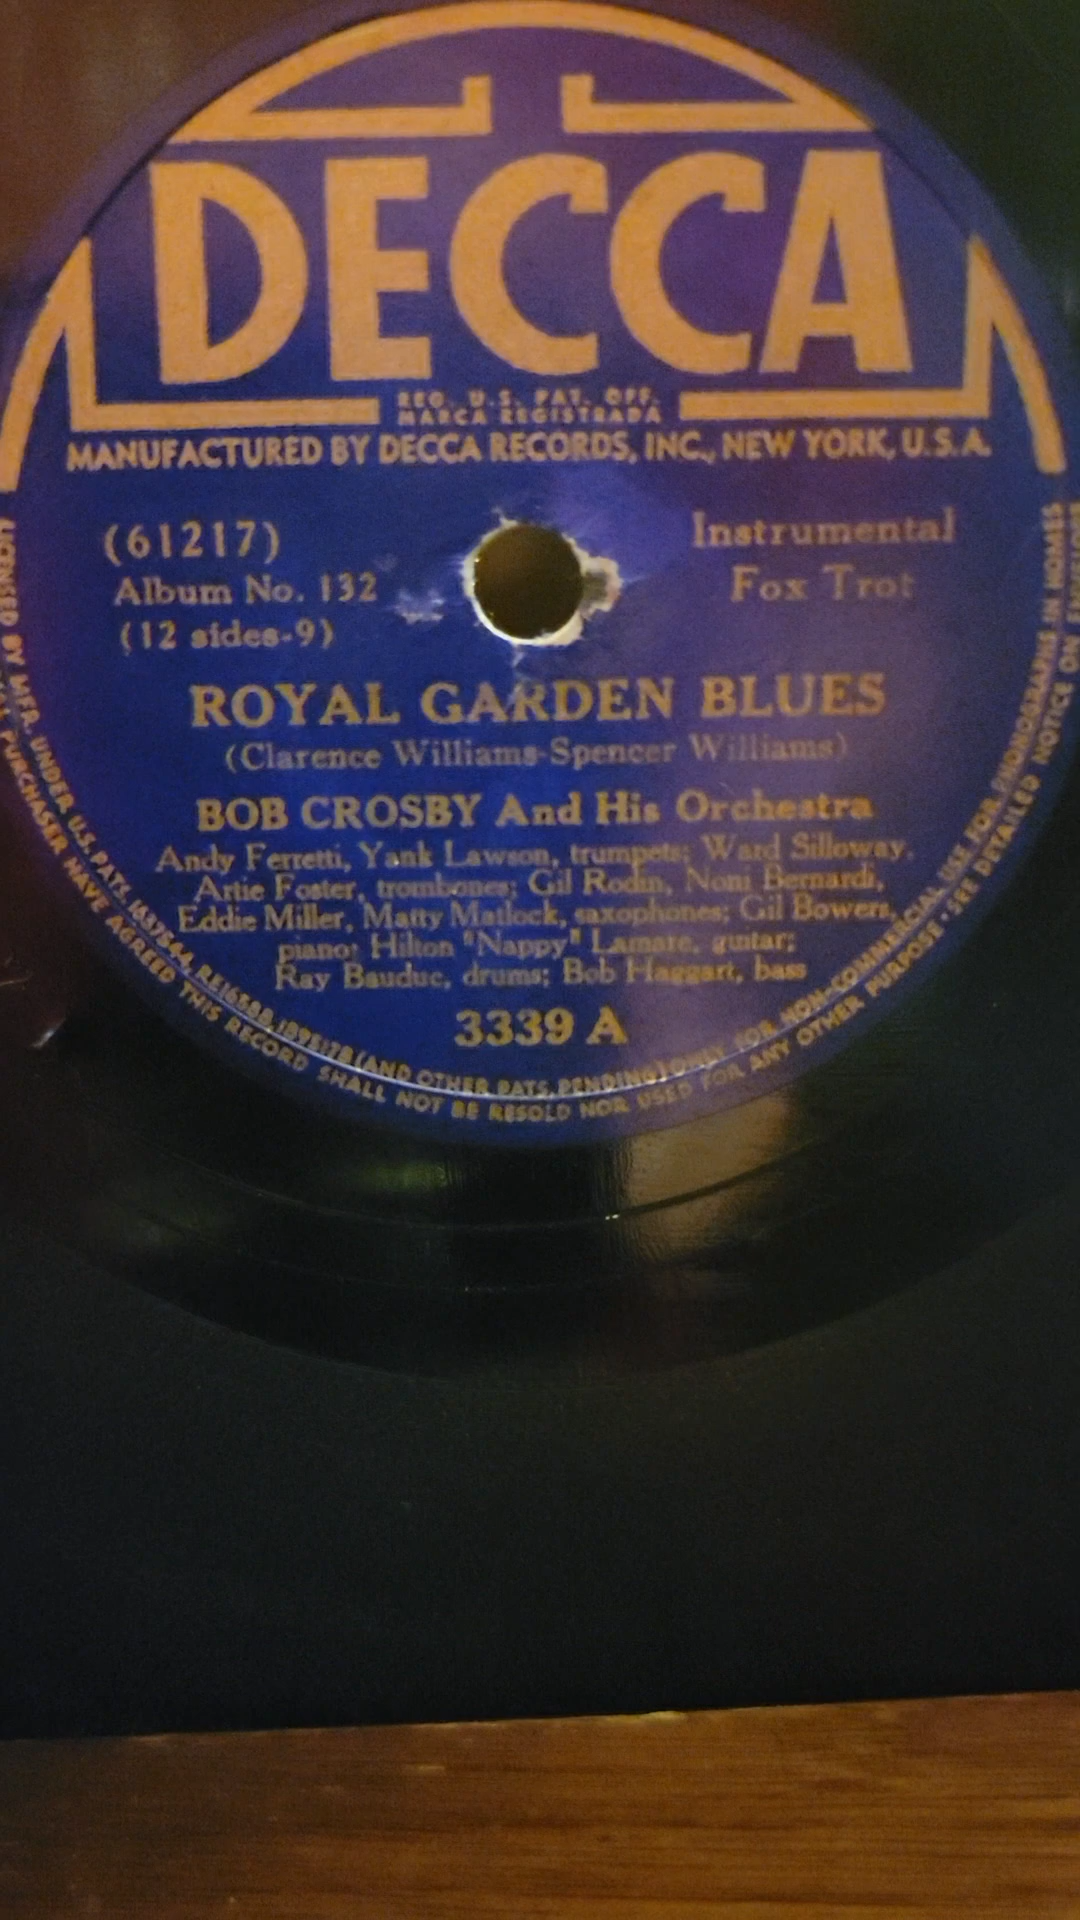 DECCA
REG. U.S. PAT. OFF.
MARCA REGISTRADA
MANUFACTURED BY DECCA RECORDS, INC., NEW YORK, U.S.A.
(61217)
Instrumental
Album No. 132
Fox Trot
(12 sides-9)
ROYAL GARDEN BLUES
(Clarence Williams-Spencer Williams)
BOB CROSBY And His Orchestra
Andy Ferretti, Yank Lawson, trumpets; Ward Silloway,
Artie Foster, trombones; Gil Rodin, Noni Bernardi,
Eddie Miller, Matty Matlock, saxophones; Gil Bowers,
piano; Hilton "Nappy" Lamare, guitar;
Ray Bauduc, drums; Bob Haggart, bass
3339 A
LICENSED BY MFR. UNDER U.S. PATS. 1637544, RE16588, 1895178 (AND OTHER PATS. PENDING) ONLY FOR NON-COMMERCIAL USE FOR PHONOGRAPHS IN HOMES
PURCHASER HAVE AGREED THIS RECORD SHALL NOT BE RESOLD NOR USED FOR ANY OTHER PURPOSE • SEE DETAILED NOTICE ON ENVELOPE